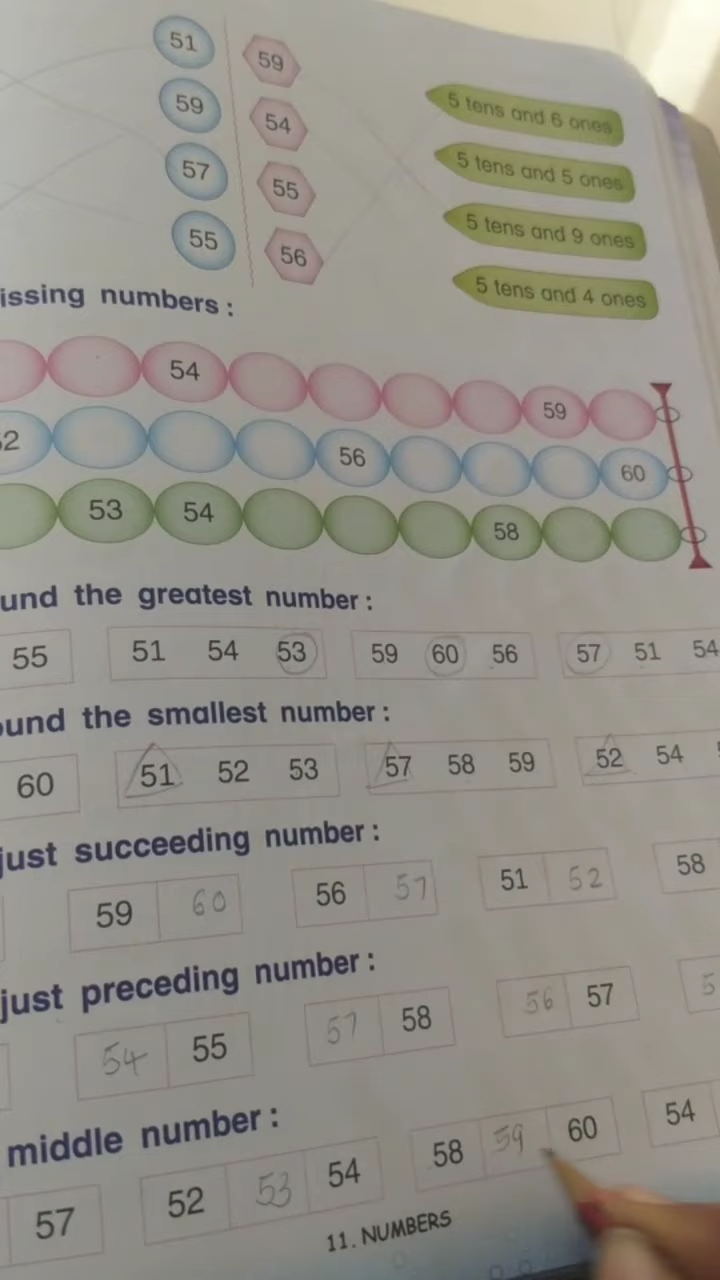 51 59
59 54 5 tens and 6 ones
57 55 5 tens and 5 ones
55 56 5 tens and 9 ones
5 tens and 4 ones
issing numbers :
54 59
52 56 60
53 54 58
und the greatest number :
55 51 54 53 59 60 56 57 51 54
ound the smallest number :
60 51 52 53 57 58 59 52 54
just succeeding number :
59 60 56 57 51 52 58
just preceding number :
54 55 57 58 56 57 5
middle number :
57 52 53 54 58 59 60 54
11. NUMBERS